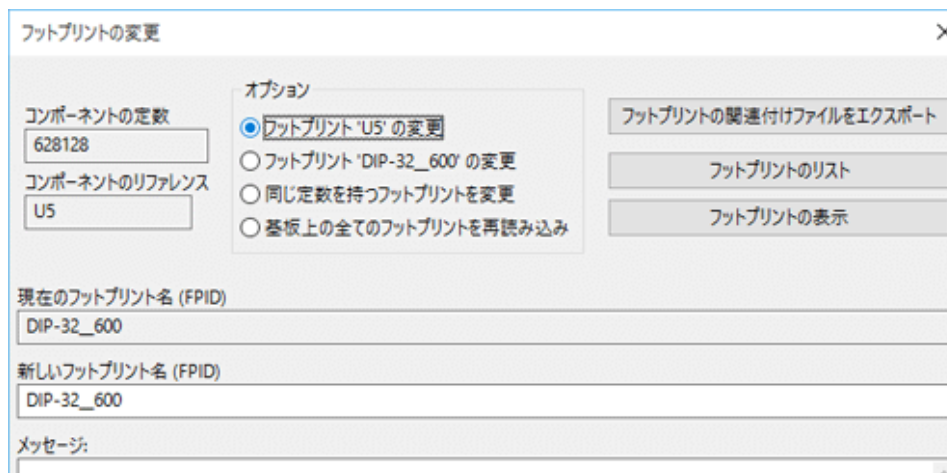 フットプリントの変更
コンポーネントの定数
628128
コンポーネントのリファレンス
U5
オプション
フットプリント 'U5' の変更
フットプリント 'DIP-32__600' の変更
同じ定数を持つフットプリントを変更
基板上の全てのフットプリントを再読み込み
フットプリントの関連付けファイルをエクスポート
フットプリントのリスト
フットプリントの表示
現在のフットプリント名 (FPID)
DIP-32__600
新しいフットプリント名 (FPID)
DIP-32__600
メッセージ: